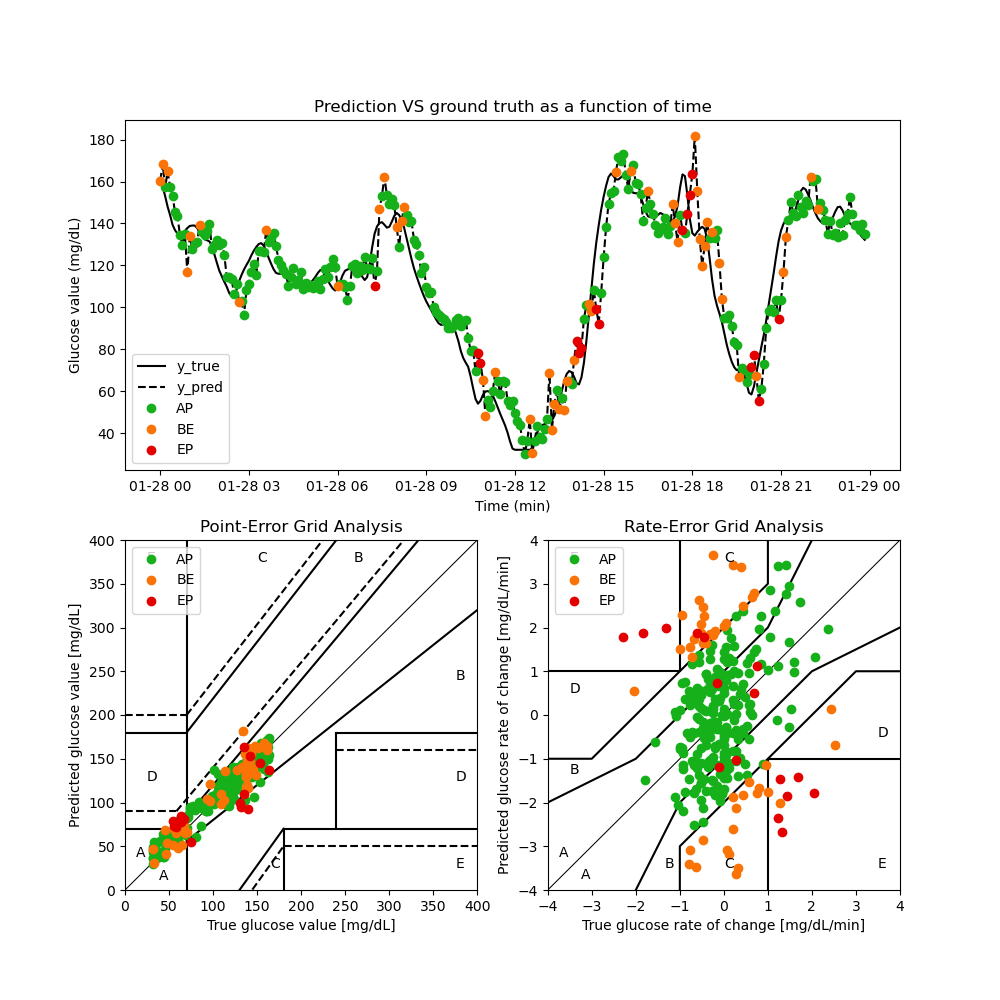 Prediction VS ground truth as a function of time
Glucose value (mg/dL)
180
160
140
120
100
80
60
40
y_true
y_pred
AP
BE
EP
01-28 00 01-28 03 01-28 06 01-28 09 01-28 12 01-28 15 01-28 18 01-28 21 01-29 00
Time (min)
Point-Error Grid Analysis
Predicted glucose value [mg/dL]
400
350
300
250
200
150
100
50
0
AP
BE
EP
C
B
B
D
D
A
A
C
E
0 50 100 150 200 250 300 350 400
True glucose value [mg/dL]
Rate-Error Grid Analysis
Predicted glucose rate of change [mg/dL/min]
4
3
2
1
0
−1
−2
−3
−4
AP
BE
EP
C
D
D
B
A
A
B
C
E
−4 −3 −2 −1 0 1 2 3 4
True glucose rate of change [mg/dL/min]